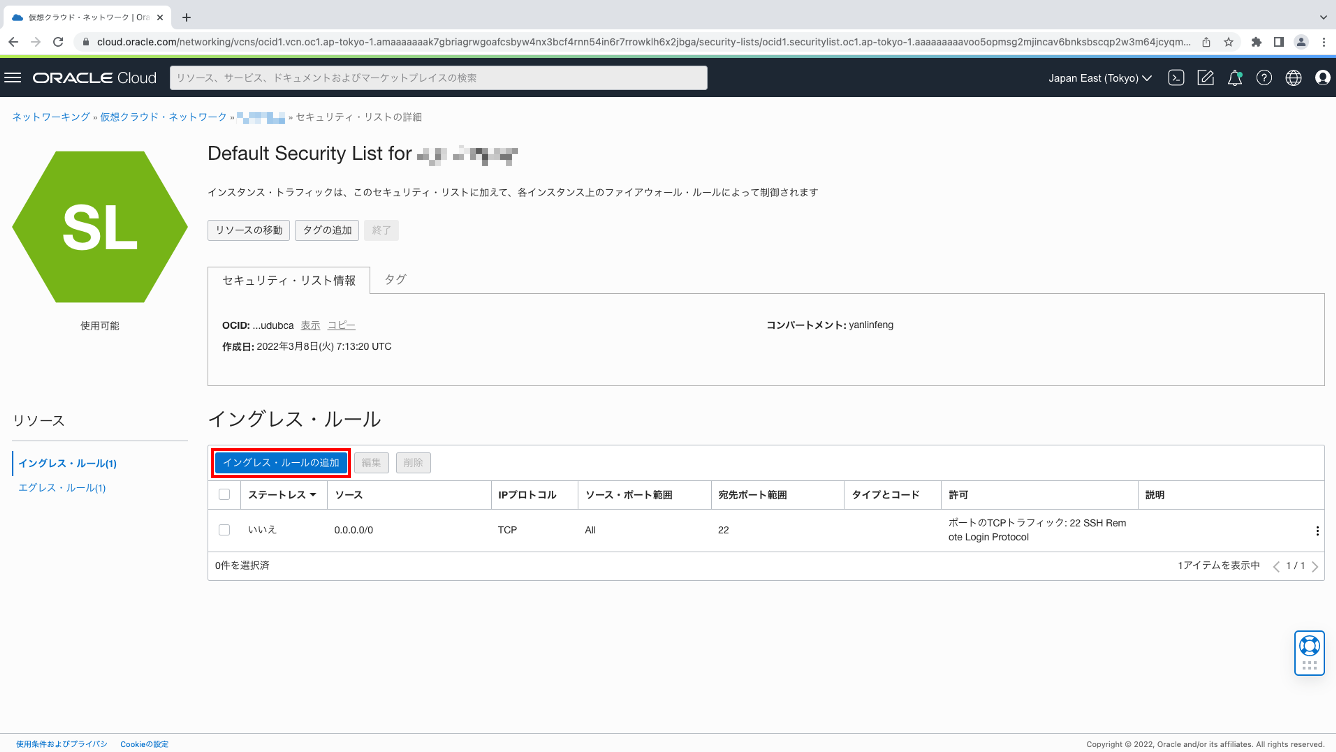 仮想クラウド・ネットワーク | Ora
cloud.oracle.com/networking/vcns/ocid1.vcn.oc1.ap-tokyo-1.amaaaaaaak7gbriagrwgoafcsbyw4nx3bcf4rnn54in6r7rrowklh6x2jbga/security-lists/ocid1.securitylist.oc1.ap-tokyo-1.aaaaaaaavoo5opmsg2mjincav6bnksbscqp2w3m64jcyqm...
ORACLE Cloud
リソース、サービス、ドキュメントおよびマーケットプレイスの検索
Japan East (Tokyo)
ネットワーキング » 仮想クラウド・ネットワーク » » セキュリティ・リストの詳細
SL
使用可能
Default Security List for
インスタンス・トラフィックは、このセキュリティ・リストに加えて、各インスタンス上のファイアウォール・ルールによって制御されます
リソースの移動 タグの追加 終了
セキュリティ・リスト情報 タグ
OCID: ...udubca 表示 コピー
コンパートメント: yanlinfeng
作成日: 2022年3月8日(火) 7:13:20 UTC
リソース
イングレス・ルール(1)
エグレス・ルール(1)
イングレス・ルール
イングレス・ルールの追加 編集 削除
ステートレス ソース IPプロトコル ソース・ポート範囲 宛先ポート範囲 タイプとコード 許可 説明
いいえ 0.0.0.0/0 TCP All 22 ポートのTCPトラフィック: 22 SSH Rem
ote Login Protocol
0件を選択済 1アイテムを表示中 1 / 1
使用条件およびプライバシ Cookieの設定 Copyright © 2022, Oracle and/or its affiliates. All rights reserved.